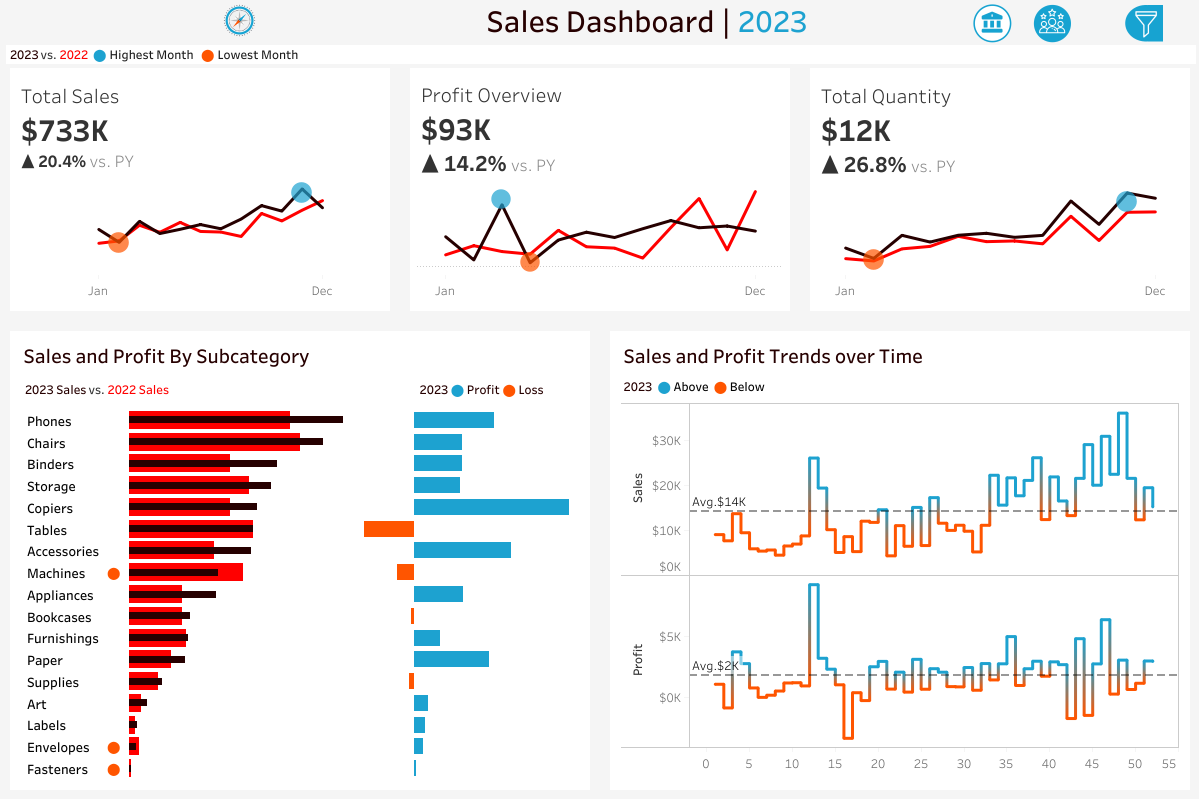 Sales Dashboard | 2023
2023 vs. 2022 Highest Month Lowest Month
Total Sales
$733K
▲ 20.4% vs. PY
Jan Dec
Profit Overview
$93K
▲ 14.2% vs. PY
Jan Dec
Total Quantity
$12K
▲ 26.8% vs. PY
Jan Dec
Sales and Profit By Subcategory
2023 Sales vs. 2022 Sales
2023 Profit Loss
Phones
Chairs
Binders
Storage
Copiers
Tables
Accessories
Machines
Appliances
Bookcases
Furnishings
Paper
Supplies
Art
Labels
Envelopes
Fasteners
Sales and Profit Trends over Time
2023 Above Below
Sales
$30K
$20K
$10K
$0K
Avg.$14K
Profit
$5K
$0K
Avg.$2K
0 5 10 15 20 25 30 35 40 45 50 55